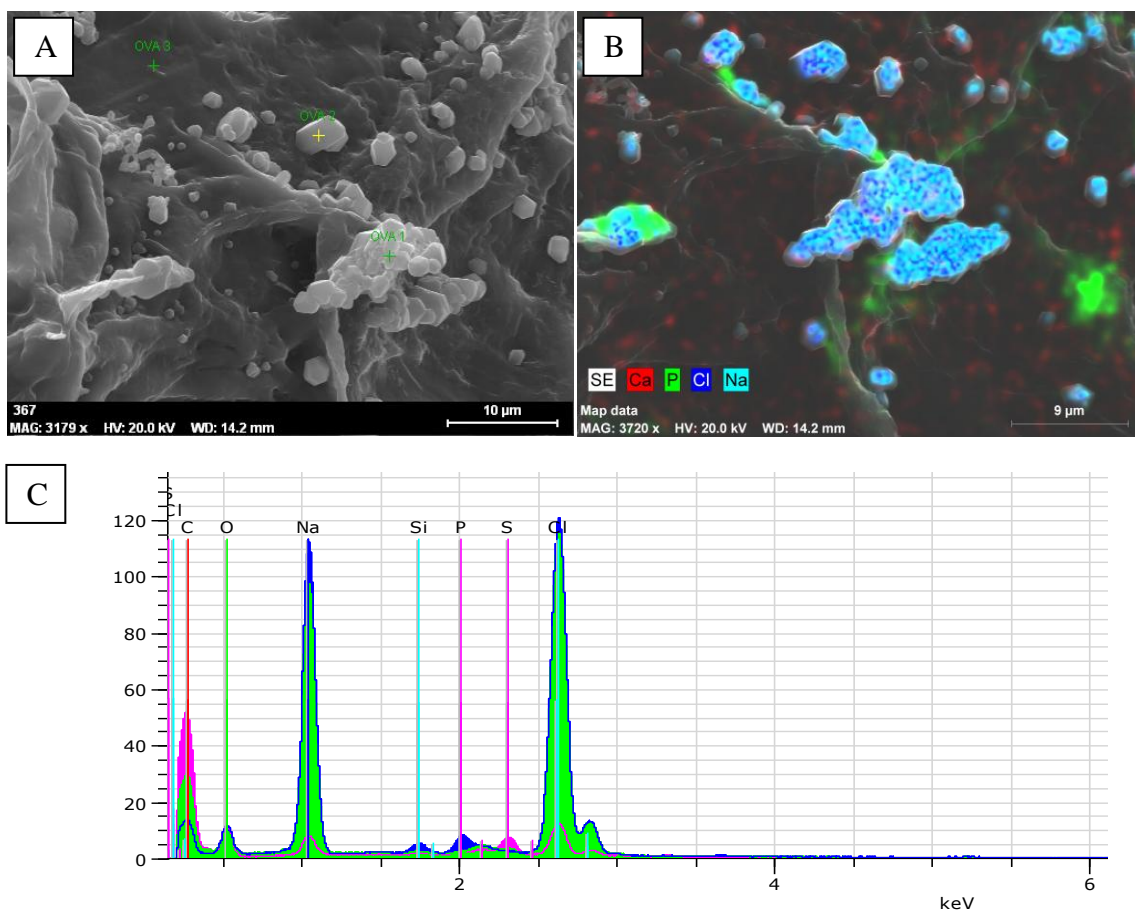 A
OVA 3
OVA 2
OVA 1
367
10 µm
MAG: 3179 x HV: 20.0 kV WD: 14.2 mm
B
SE Ca P Cl Na
Map data
MAG: 3720 x HV: 20.0 kV WD: 14.2 mm
9 µm
C
S
Cl
C O Na Si P S Cl
120
100
80
60
40
20
0
2 4 6
keV